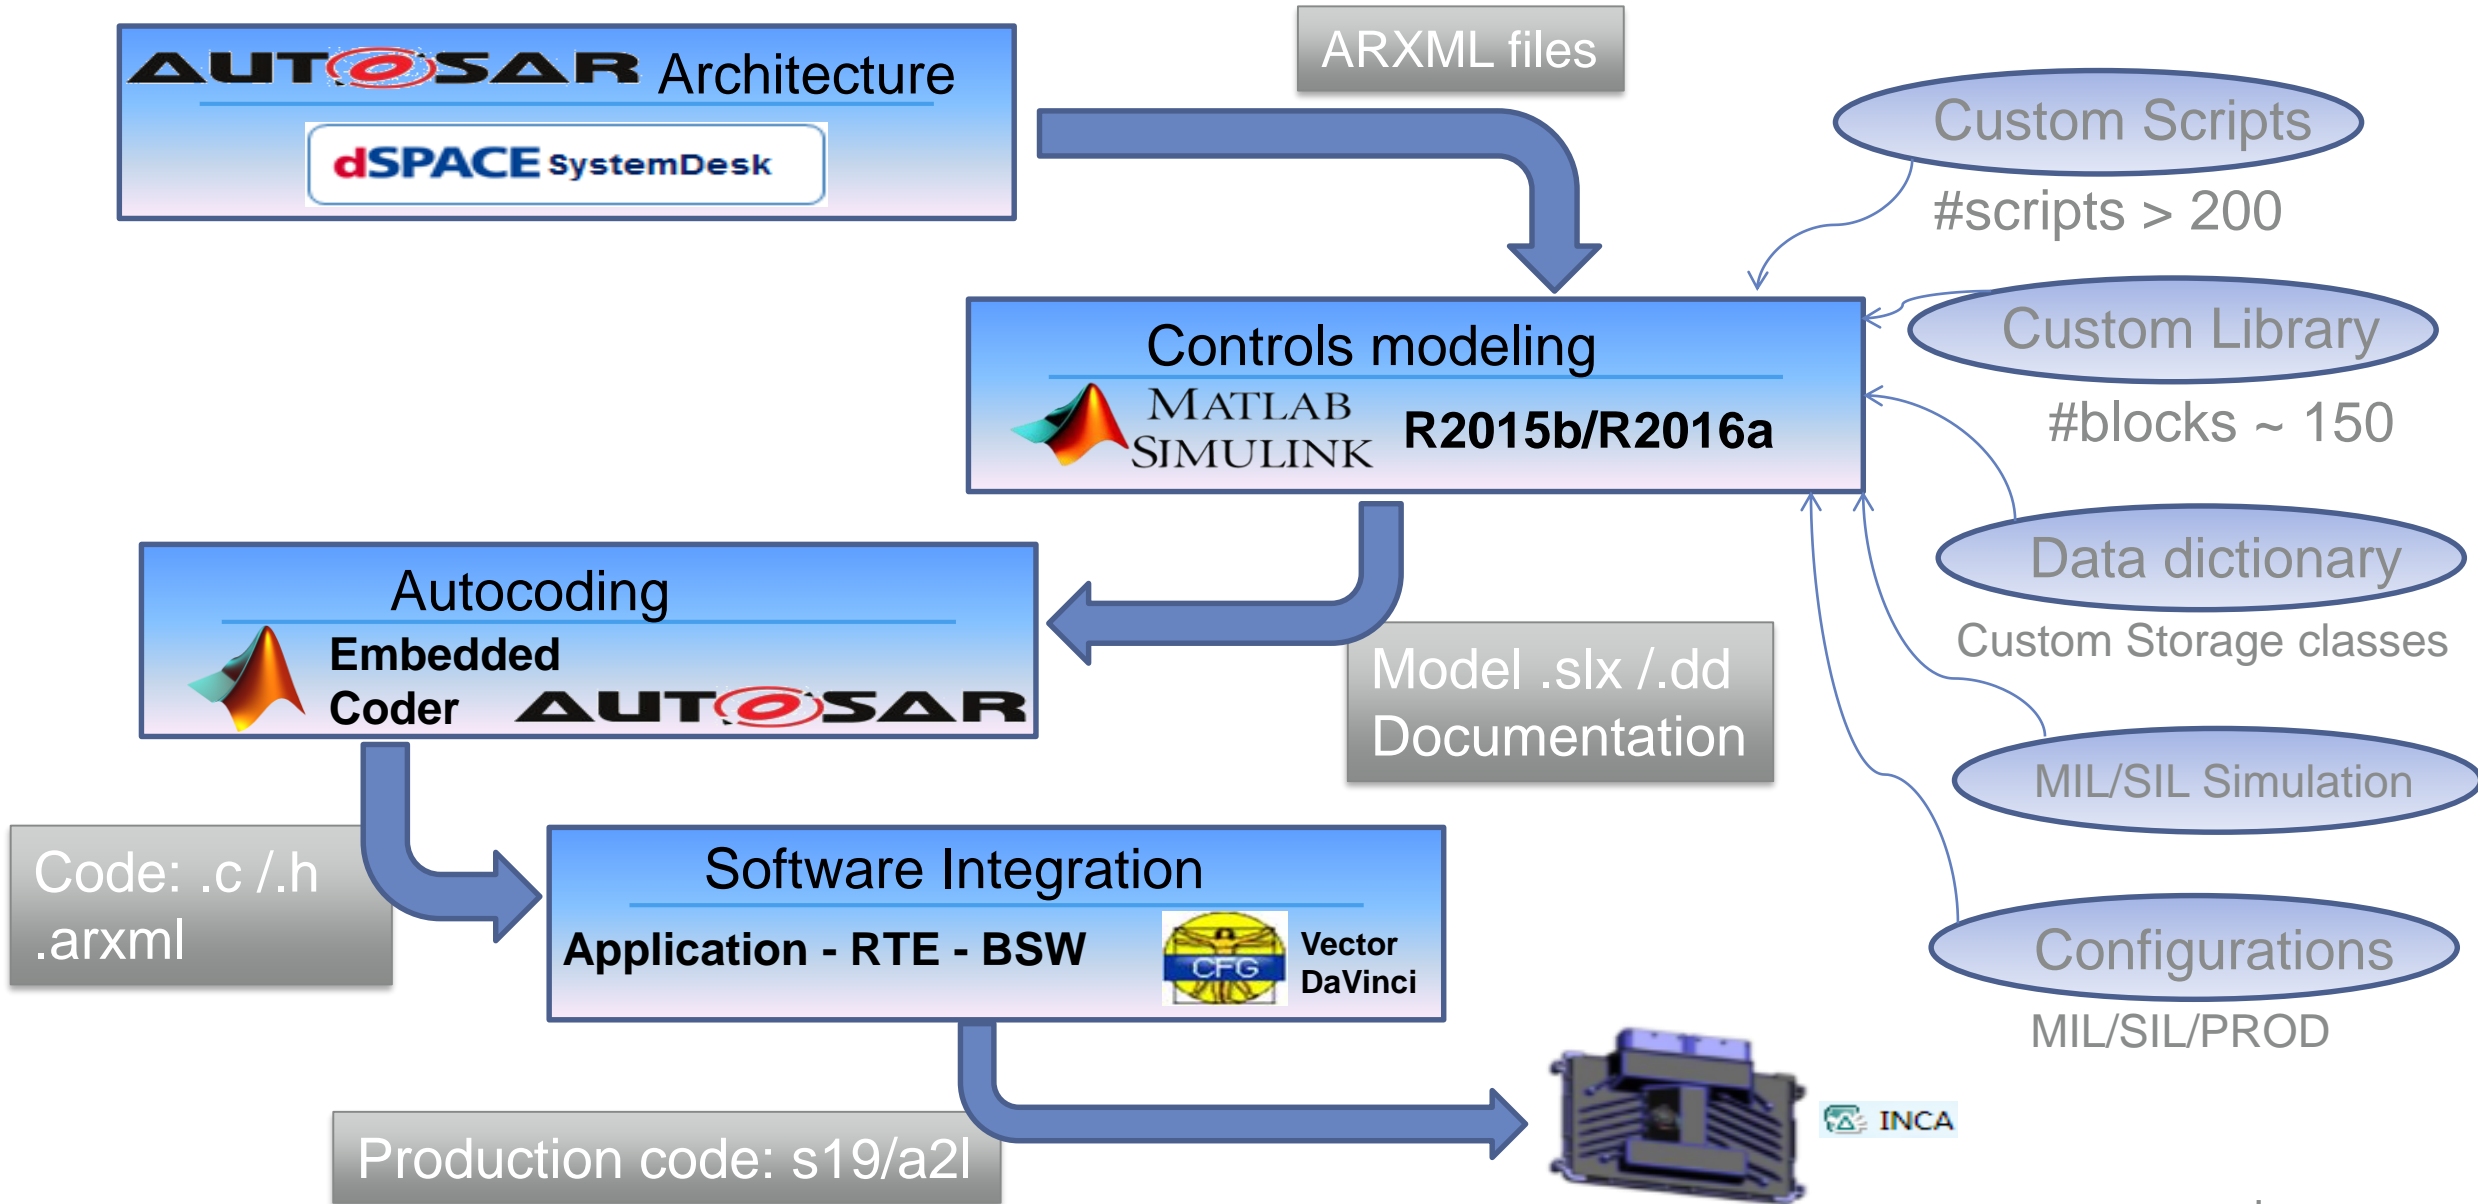 AUTOSAR Architecture
dSPACE SystemDesk
ARXML files
Custom Scripts
#scripts > 200
Controls modeling
MATLAB
SIMULINK
R2015b/R2016a
Custom Library
#blocks ~ 150
Data dictionary
Custom Storage classes
Autocoding
Embedded
Coder
AUTOSAR
Model .slx /.dd
Documentation
MIL/SIL Simulation
Code: .c /.h
.arxml
Software Integration
Application - RTE - BSW
CFG
Vector
DaVinci
Configurations
MIL/SIL/PROD
Production code: s19/a2l
INCA